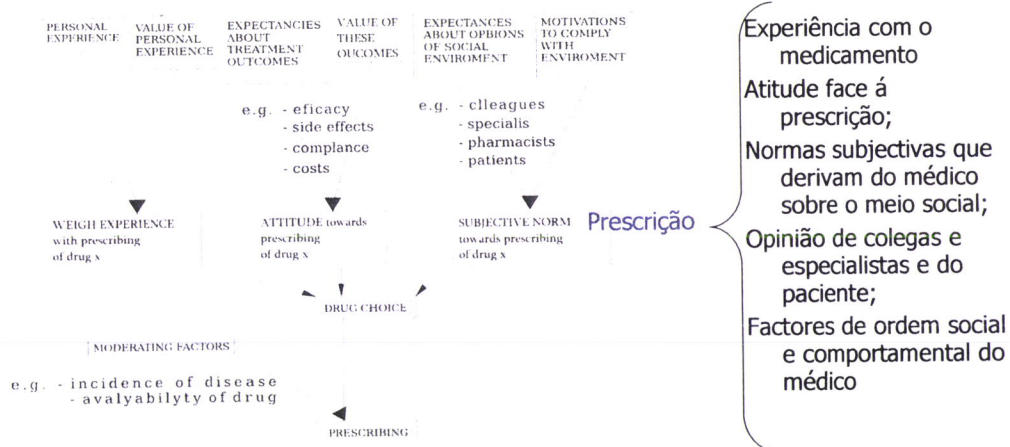 PERSONAL
EXPERIENCE
VALUE OF
PERSONAL
EXPERIENCE
EXPECTANCIES
ABOUT
TREATMENT
OUTCOMES
VALUE OF
THESE
OUCOMES
EXPECTANCES
ABOUT OPBIONS
OF SOCIAL
ENVIROMENT
MOTIVATIONS
TO COMPLY
WITH
ENVIROMENT
e.g. - eficacy
- side effects
- complance
- costs
e.g. - clleagues
- specialis
- pharmacists
- patients
WEIGH EXPERIENCE
with prescribing
of drug x
ATTITUDE towards
prescribing
of drug x
SUBJECTIVE NORM
towards prescribing
of drug x
DRUG CHOICE
MODERATING FACTORS
e.g. - incidence of disease
- avalyabilyty of drug
PRESCRIBING
Prescrição
Experiência com o
medicamento
Atitude face á
prescrição;
Normas subjectivas que
derivam do médico
sobre o meio social;
Opinião de colegas e
especialistas e do
paciente;
Factores de ordem social
e comportamental do
médico